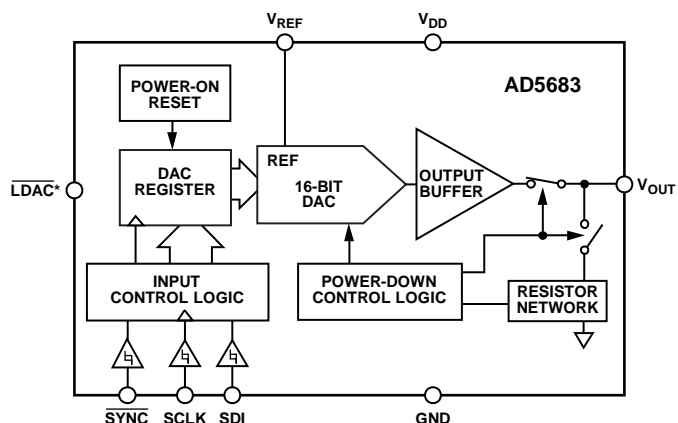 VREF
VDD
AD5683
POWER-ON
RESET
LDAC*
DAC
REGISTER
REF
16-BIT
DAC
OUTPUT
BUFFER
VOUT
INPUT
CONTROL LOGIC
POWER-DOWN
CONTROL LOGIC
RESISTOR
NETWORK
SYNC
SCLK
SDI
GND